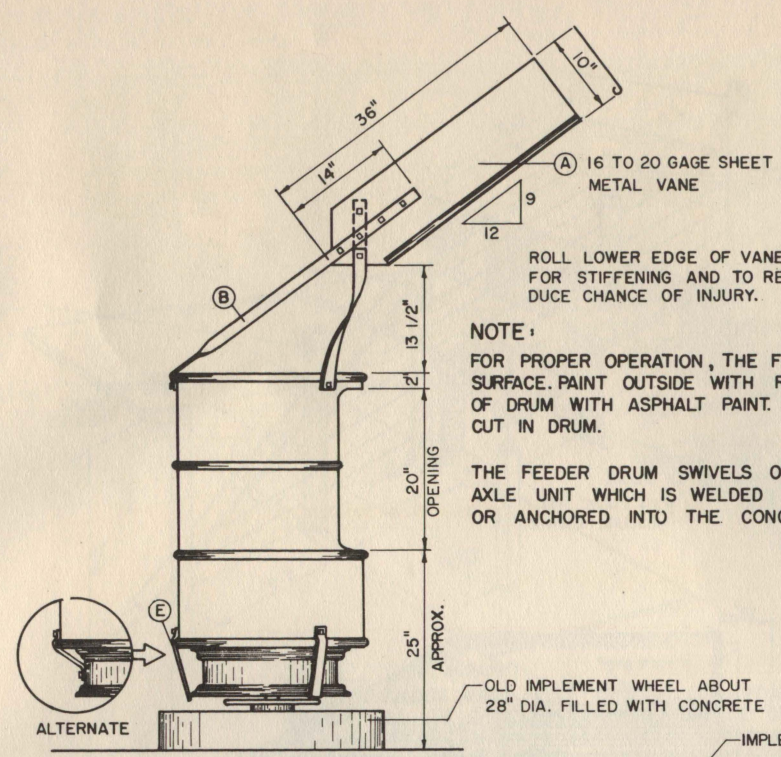 36"
10"
14"
A 16 TO 20 GAGE SHEET
METAL VANE
9
12
ROLL LOWER EDGE OF VANE
FOR STIFFENING AND TO RE
DUCE CHANCE OF INJURY.
B
13 1/2"
NOTE:
FOR PROPER OPERATION, THE F
SURFACE. PAINT OUTSIDE WITH
OF DRUM WITH ASPHALT PAINT.
CUT IN DRUM.
2"
20"
OPENING
THE FEEDER DRUM SWIVELS O
AXLE UNIT WHICH IS WELDED
OR ANCHORED INTO THE CONC
E
25"
APPROX.
ALTERNATE
OLD IMPLEMENT WHEEL ABOUT
28" DIA. FILLED WITH CONCRETE
IMPLE